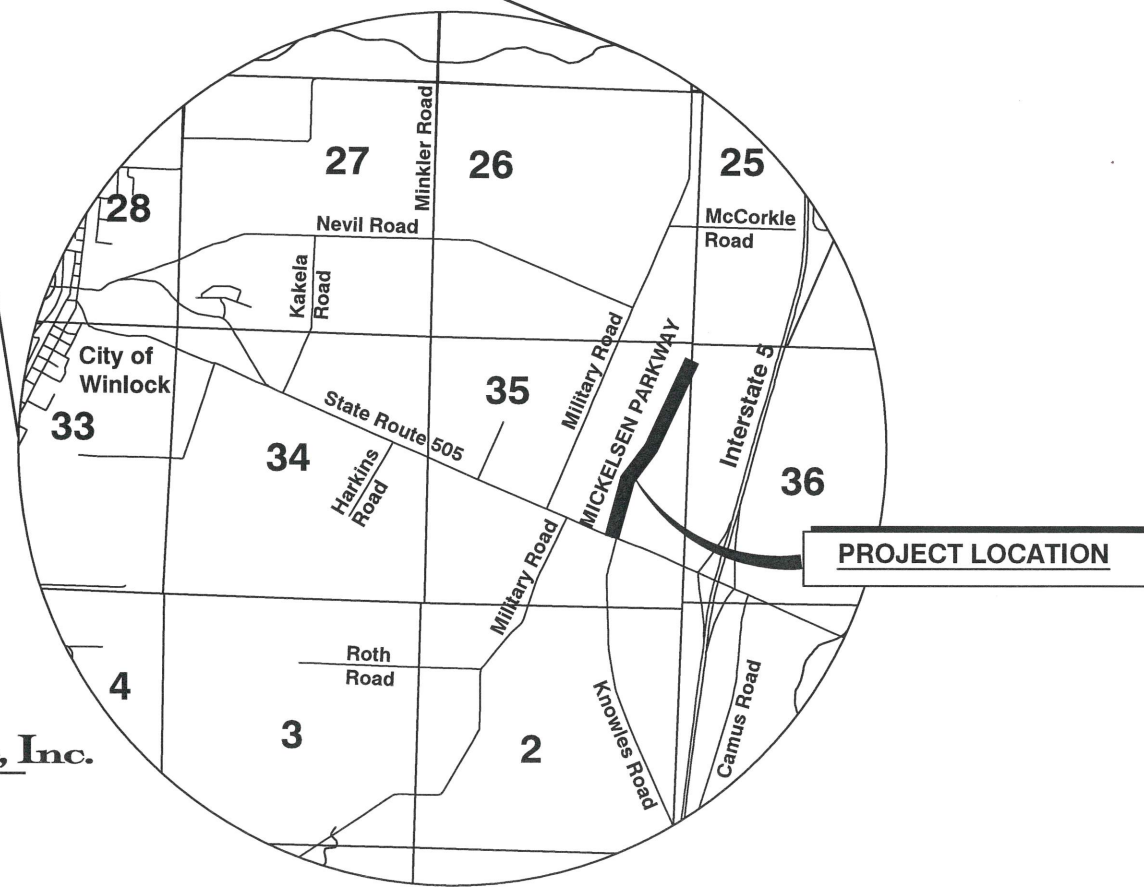 Minkler Road
27
26
25
28
Nevil Road
McCorkle
Road
Kakela
Road
Military Road
MICKELSEN PARKWAY
Interstate 5
City of
Winlock
33
35
State Route 505
34
Harkins
Road
36
PROJECT LOCATION
Military Road
Roth
Road
4
3
2
Knowles Road
Camus Road
, Inc.